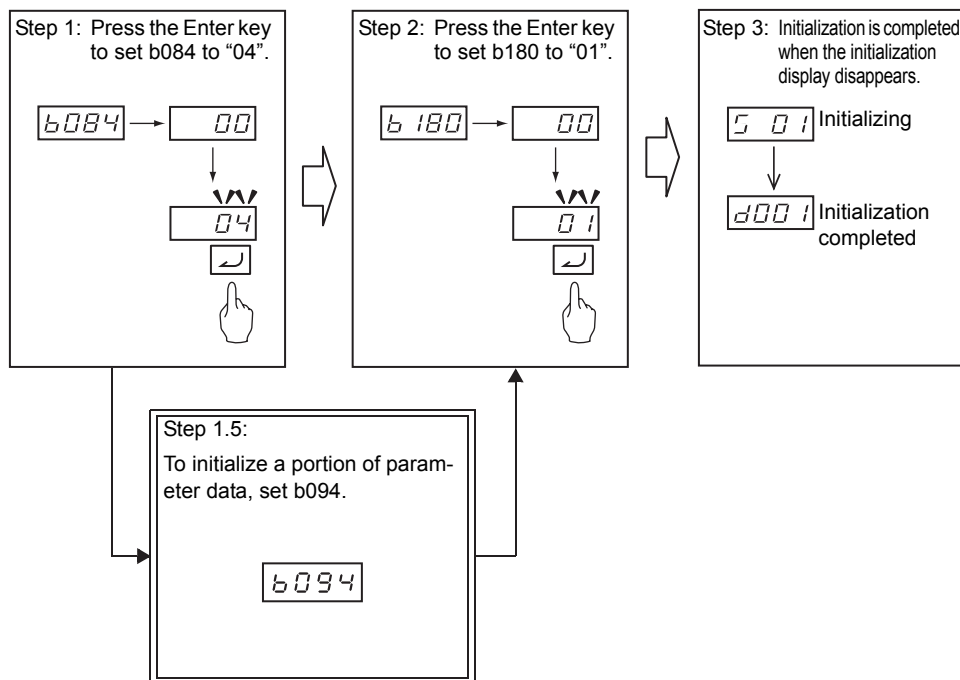 Step 1: Press the Enter key
to set b084 to “04”.
b084
00
04
Step 2: Press the Enter key
to set b180 to “01”.
b180
00
01
Step 3: Initialization is completed
when the initialization
display disappears.
5 01 Initializing
d001 Initialization
completed
Step 1.5:
To initialize a portion of param-
eter data, set b094.
b094